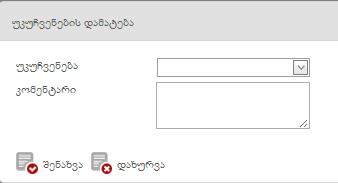 უკუჩვენების დამატება
უკუჩვენება
კომენტარი
შენახვა დახურვა